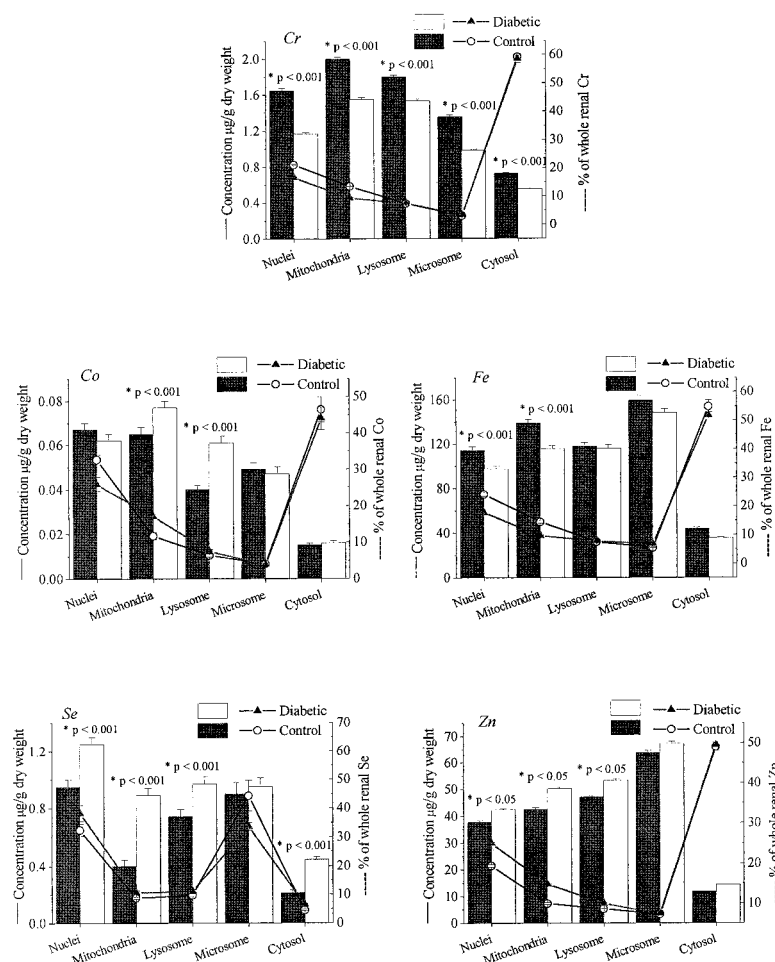 Cr
Diabetic
Control
* p < 0.001
* p < 0.001
* p < 0.001
* p < 0.001
* p < 0.001
Concentration µg/g dry weight
2.0
1.6
1.2
0.8
0.4
0.0
60
50
40
30
20
10
0
% of whole renal Cr
Nuclei
Mitochondria
Lysosome
Microsome
Cytosol
Co
Diabetic
Control
* p < 0.001
* p < 0.001
Concentration µg/g dry weight
0.08
0.06
0.04
0.02
0.00
50
40
30
20
10
0
% of whole renal Co
Nuclei
Mitochondria
Lysosome
Microsome
Cytosol
Fe
Diabetic
Control
* p < 0.001
* p < 0.001
Concentration µg/g dry weight
160
120
80
40
0
60
50
40
30
20
10
0
% of whole renal Fe
Nuclei
Mitochondria
Lysosome
Microsome
Cytosol
Se
Diabetic
Control
* p < 0.001
* p < 0.001
* p < 0.001
* p < 0.001
Concentration µg/g dry weight
1.2
0.8
0.4
0.0
70
60
50
40
30
20
10
0
% of whole renal Se
Nuclei
Mitochondria
Lysosome
Microsome
Cytosol
Zn
Diabetic
Control
* p < 0.05
* p < 0.05
* p < 0.05
Concentration µg/g dry weight
70
60
50
40
30
20
10
0
50
40
30
20
10
% of whole renal Zn
Nuclei
Mitochondria
Lysosome
Microsome
Cytosol